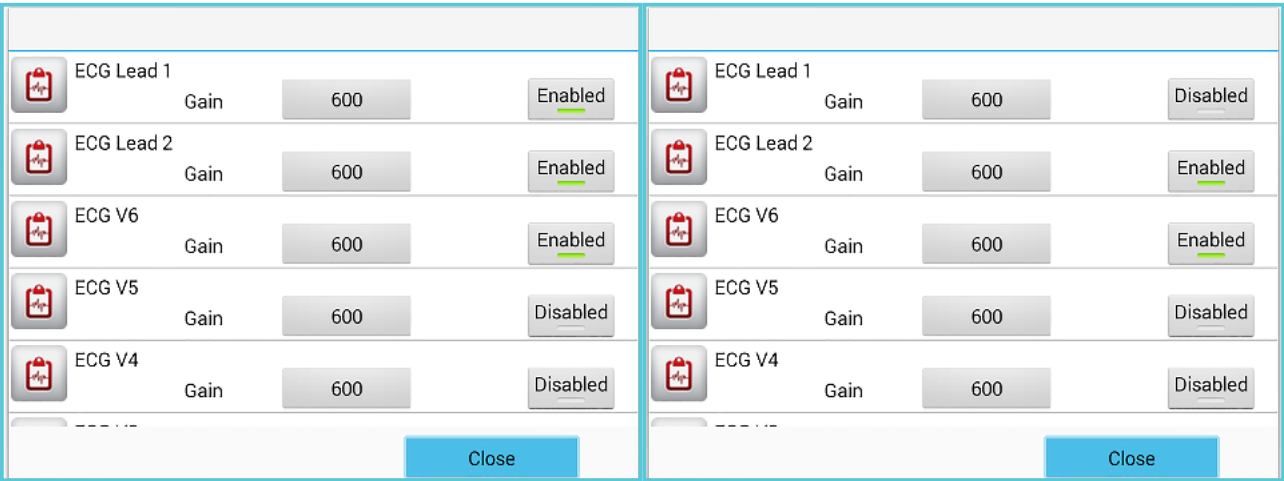 ECG Lead 1
Gain 600 Enabled
ECG Lead 2
Gain 600 Enabled
ECG V6
Gain 600 Enabled
ECG V5
Gain 600 Disabled
ECG V4
Gain 600 Disabled
Close
ECG Lead 1
Gain 600 Disabled
ECG Lead 2
Gain 600 Enabled
ECG V6
Gain 600 Enabled
ECG V5
Gain 600 Disabled
ECG V4
Gain 600 Disabled
Close